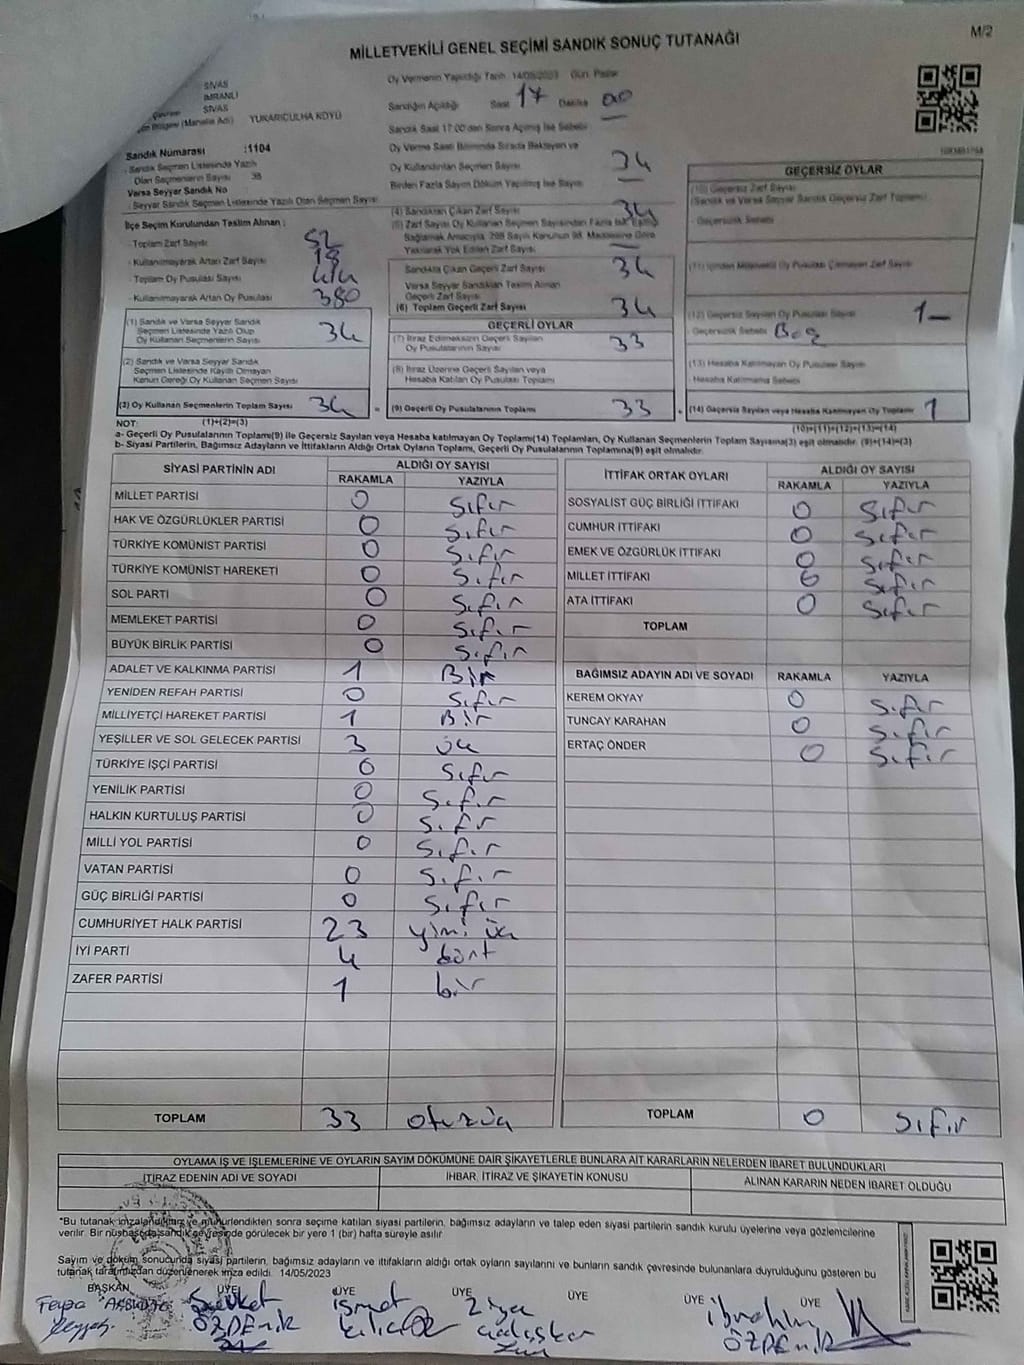 M/2
MİLLETVEKİLİ GENEL SEÇİMİ SANDIK SONUÇ TUTANAĞI
SİVAS
İMRANLI
SİVAS
YUKARIÇULHA KÖYÜ
Sandık Numarası :1104
Sandık Seçmen Listesinde Yazılı
Olan Seçmenlerin Sayısı 38
Varsa Seyyar Sandık No
Seyyar Sandık Seçmen Listesinde Yazılı Olan Seçmen Sayısı
İlçe Seçim Kurulundan Teslim Alınan :
- Toplam Zarf Sayısı 52
- Kullanılmayarak Artan Zarf Sayısı 18
- Toplam Oy Pusulası Sayısı
- Kullanılmayarak Artan Oy Pusulası 380
(1) Sandık ve Varsa Seyyar Sandık
Seçmen Listesinde Yazılı Olup
Oy Kullanan Seçmenlerin Sayısı 34
(2) Sandık ve Varsa Seyyar Sandık
Seçmen Listesinde Kayıtlı Olmayan
Kanun Gereği Oy Kullanan Seçmen Sayısı
(3) Oy Kullanan Seçmenlerin Toplam Sayısı 34
Oy Vermenin Yapıldığı Tarih 14/05/2023 Gün Pazar
Sandığın Açıldığı Saat 17 Dakika 00
Sandık Saat 17:00'den Sonra Açılmış İse Sebebi
Oy Verme Saati Bitiminde Sırada Bekleyen ve
Oy Kullandırılan Seçmen Sayısı 34
Birden Fazla Sayım Döküm Yapılmış İse Sayısı
(4) Sandıktan Çıkan Zarf Sayısı 34
(5) Zarf Sayısı Oy Kullanan Seçmen Sayısından Fazla İse, Eşitliği
Sağlamak Amacıyla, 298 Sayılı Kanunun 98. Maddesine Göre
Yakılarak Yok Edilen Zarf Sayısı
Sandıkta Çıkan Geçerli Zarf Sayısı 34
Varsa Seyyar Sandıktan Teslim Alınan
Geçerli Zarf Sayısı
(6) Toplam Geçerli Zarf Sayısı 34
GEÇERLİ OYLAR
(7) İtiraz Edilmeksizin Geçerli Sayılan
Oy Pusulalarının Sayısı 33
(8) İtiraz Üzerine Geçerli Sayılan veya
Hesaba Katılan Oy Pusulası Toplamı
(9) Geçerli Oy Pusulalarının Toplamı 33
GEÇERSİZ OYLAR
(10) Geçersiz Zarf Sayısı
(Sandık ve Varsa Seyyar Sandık Geçersiz Zarf Toplamı)
Geçersizlik Sebebi
(11) İçinden Milletvekili Oy Pusulası Çıkmayan Zarf Sayısı
(12) Geçersiz Sayılan Oy Pusulası Sayısı 1
- Geçersizlik Sebebi Boş
(13) Hesaba Katılmayan Oy Pusulası Sayısı
Hesaba Katılmama Sebebi
(14) Geçersiz Sayılan veya Hesaba Katılmayan Oy Toplamı 1
NOT: (1)+(2)=(3) (10)+(11)+(12)+(13)=(14)
a- Geçerli Oy Pusulalarının Toplamı(9) ile Geçersiz Sayılan veya Hesaba katılmayan Oy Toplamı(14) Toplamları, Oy Kullanan Seçmenlerin Toplam Sayısına(3) eşit olmalıdır. (9)+(14)=(3)
b- Siyasi Partilerin, Bağımsız Adayların ve İttifakların Aldığı Ortak Oyların Toplamı, Geçerli Oy Pusulalarının Toplamına(9) eşit olmalıdır.
SİYASİ PARTİNİN ADI ALDIĞI OY SAYISI
RAKAMLA YAZIYLA
MİLLET PARTİSİ 0 Sıfır
HAK VE ÖZGÜRLÜKLER PARTİSİ 0 Sıfır
TÜRKİYE KOMÜNİST PARTİSİ 0 Sıfır
TÜRKİYE KOMÜNİST HAREKETİ 0 Sıfır
SOL PARTİ 0 Sıfır
MEMLEKET PARTİSİ 0 Sıfır
BÜYÜK BİRLİK PARTİSİ 0 Sıfır
ADALET VE KALKINMA PARTİSİ 1 Bir
YENİDEN REFAH PARTİSİ 0 Sıfır
MİLLİYETÇİ HAREKET PARTİSİ 1 Bir
YEŞİLLER VE SOL GELECEK PARTİSİ 3 üç
TÜRKİYE İŞÇİ PARTİSİ 0 Sıfır
YENİLİK PARTİSİ 0 Sıfır
HALKIN KURTULUŞ PARTİSİ 0 Sıfır
MİLLİ YOL PARTİSİ 0 Sıfır
VATAN PARTİSİ 0 Sıfır
GÜÇ BİRLİĞİ PARTİSİ 0 Sıfır
CUMHURİYET HALK PARTİSİ 23 yimi üç
İYİ PARTİ 4 dört
ZAFER PARTİSİ 1 bir
TOPLAM 33 otuzüç
İTTİFAK ORTAK OYLARI ALDIĞI OY SAYISI
RAKAMLA YAZIYLA
SOSYALİST GÜÇ BİRLİĞİ İTTİFAKI 0 Sıfır
CUMHUR İTTİFAKI 0 Sıfır
EMEK VE ÖZGÜRLÜK İTTİFAKI 0 Sıfır
MİLLET İTTİFAKI 0 Sıfır
ATA İTTİFAKI 0 Sıfır
TOPLAM
BAĞIMSIZ ADAYIN ADI VE SOYADI RAKAMLA YAZIYLA
KEREM OKYAY 0 Sıfır
TUNCAY KARAHAN 0 Sıfır
ERTAÇ ÖNDER 0 Sıfır
TOPLAM 0 Sıfır
OYLAMA İŞ VE İŞLEMLERİNE VE OYLARIN SAYIM DÖKÜMÜNE DAİR ŞİKAYETLERLE BUNLARA AİT KARARLARIN NELERDEN İBARET BULUNDUKLARI
İTİRAZ EDENİN ADI VE SOYADI İHBAR, İTİRAZ VE ŞİKAYETİN KONUSU ALINAN KARARIN NEDEN İBARET OLDUĞU
*Bu tutanak imzalandıktan ve mühürlendikten sonra seçime katılan siyasi partilerin, bağımsız adayların ve talep eden siyasi partilerin sandık kurulu üyelerine veya gözlemcilerine
verilir. Bir nüshası da sandık çevresinde görülecek bir yere 1 (bir) hafta süreyle asılır.
Sayım ve döküm sonucunda siyasi partilerin, bağımsız adayların ve ittifakların aldığı ortak oyların sayılarını ve bunların sandık çevresinde bulunanlara duyrulduğunu gösteren bu
tutanak tarafımızdan düzenlenerek imza edildi. 14/05/2023
BAŞKAN ÜYE ÜYE ÜYE ÜYE ÜYE ÜYE
Feyza Şevket ismet Ziya ibrahim
ÖZDEMİR kılıç ÖZDEMİR